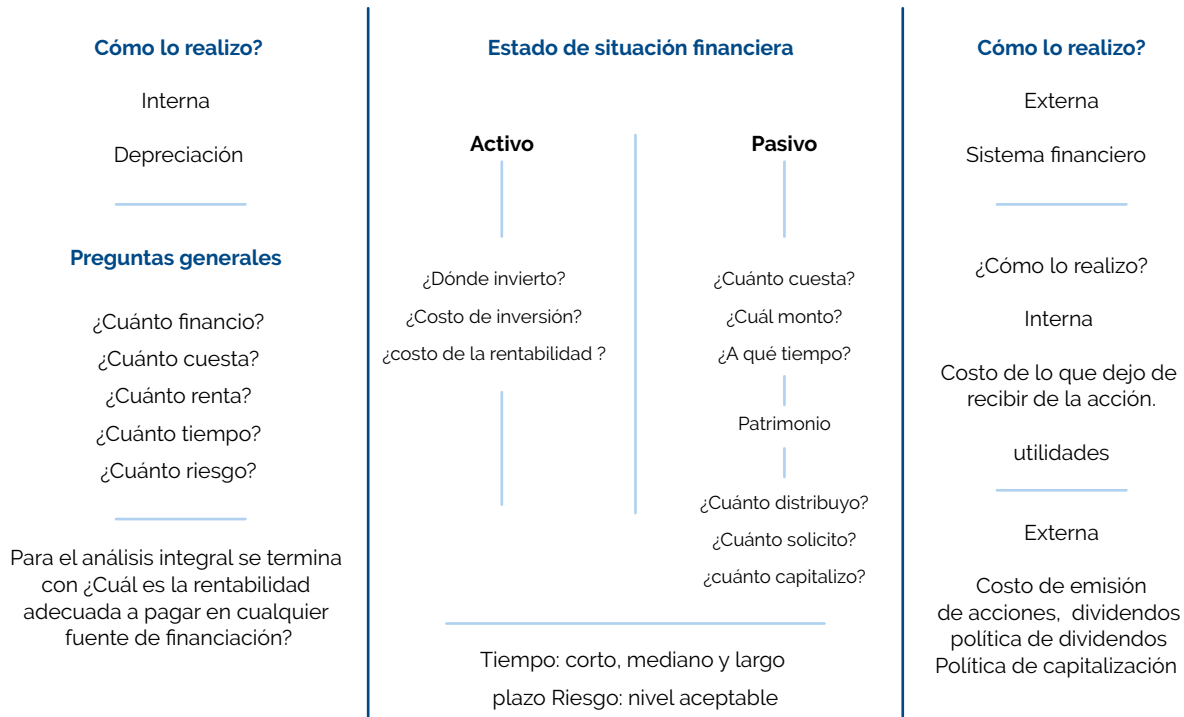 Cómo lo realizo?
Interna
Depreciación
Preguntas generales
¿Cuánto financio?
¿Cuánto cuesta?
¿Cuánto renta?
¿Cuánto tiempo?
¿Cuánto riesgo?
Para el análisis integral se termina
con ¿Cuál es la rentabilidad
adecuada a pagar en cualquier
fuente de financiación?
Estado de situación financiera
Activo
¿Dónde invierto?
¿Costo de inversión?
¿costo de la rentabilidad ?
Pasivo
¿Cuánto cuesta?
¿Cuál monto?
¿A qué tiempo?
Patrimonio
¿Cuánto distribuyo?
¿Cuánto solicito?
¿cuánto capitalizo?
Tiempo: corto, mediano y largo
plazo Riesgo: nivel aceptable
Cómo lo realizo?
Externa
Sistema financiero
¿Cómo lo realizo?
Interna
Costo de lo que dejo de
recibir de la acción.
utilidades
Externa
Costo de emisión
de acciones, dividendos
política de dividendos
Política de capitalización